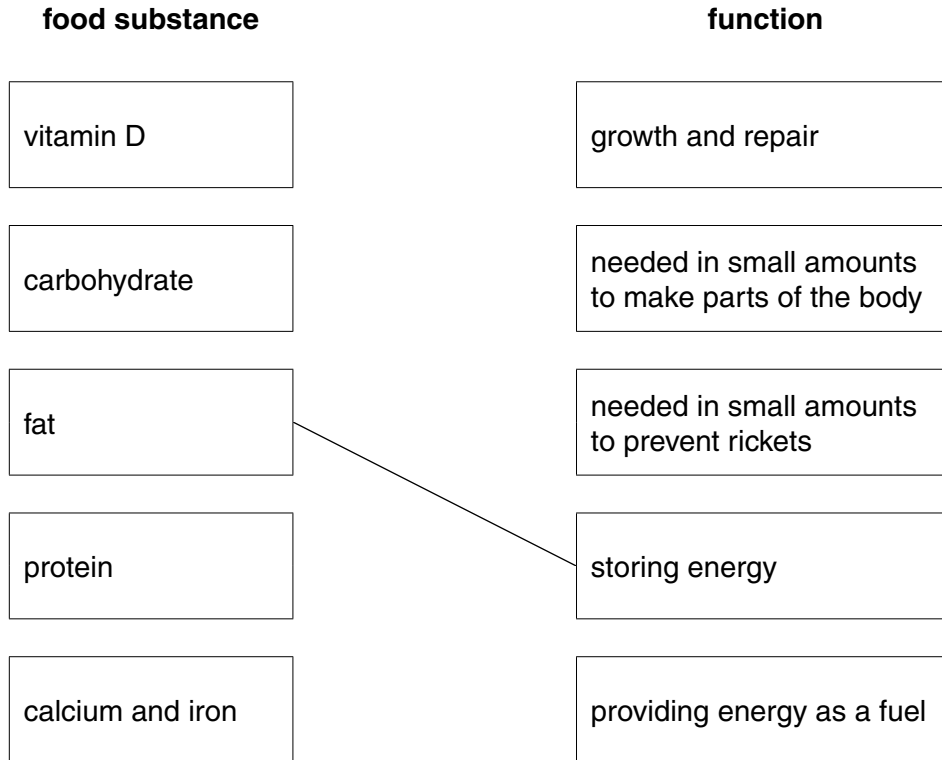 food substance
function
vitamin D
growth and repair
carbohydrate
needed in small amounts
to make parts of the body
fat
needed in small amounts
to prevent rickets
protein
storing energy
calcium and iron
providing energy as a fuel